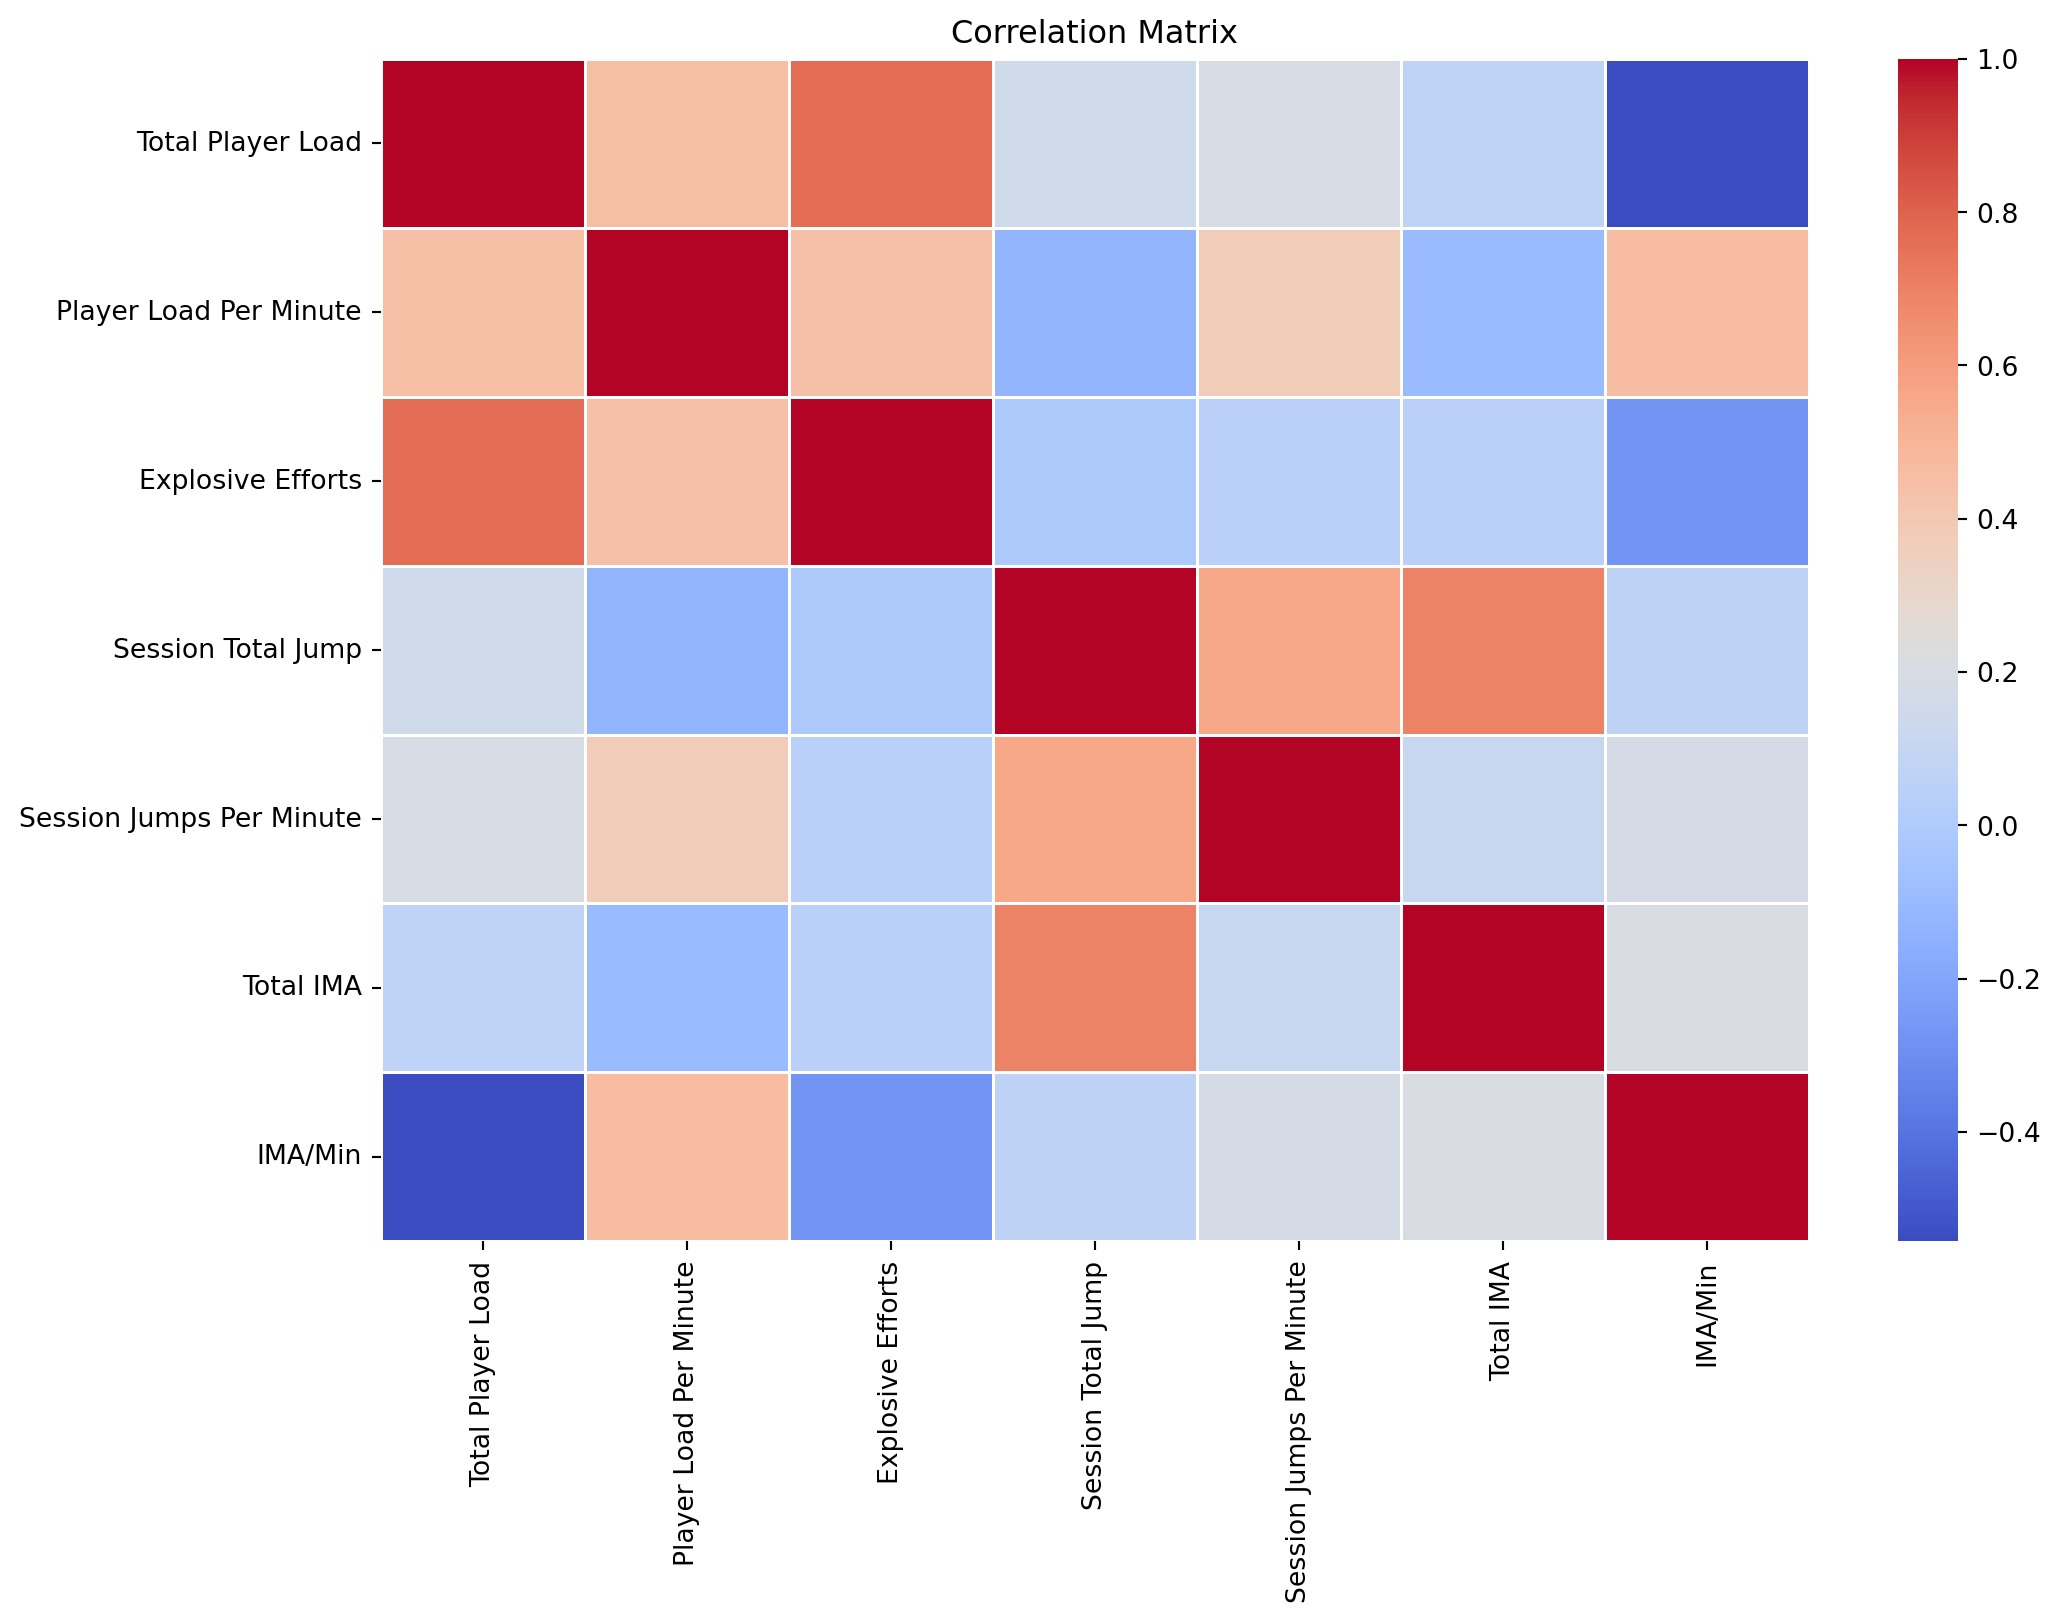 Correlation Matrix
Total Player Load
Player Load Per Minute
Explosive Efforts
Session Total Jump
Session Jumps Per Minute
Total IMA
IMA/Min
Total Player Load
Player Load Per Minute
Explosive Efforts
Session Total Jump
Session Jumps Per Minute
Total IMA
IMA/Min
1.0
0.8
0.6
0.4
0.2
0.0
−0.2
−0.4